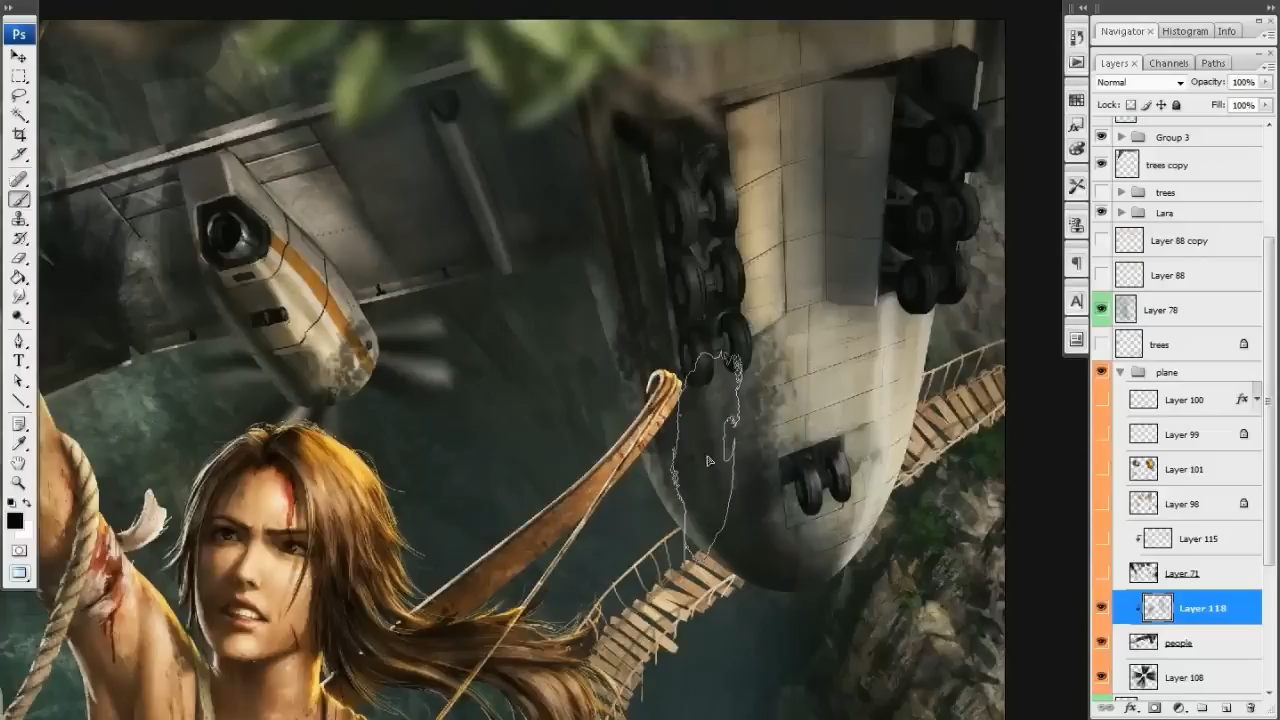 Ps
Navigator × Histogram Info
Layers × Channels Paths
Normal Opacity: 100%
Lock: Fill: 100%
Group 3
trees copy
trees
Lara
Layer 88 copy
Layer 88
Layer 78
trees
plane
Layer 100 fx
Layer 99
Layer 101
Layer 98
Layer 115
Layer 71
Layer 118
people
Layer 108